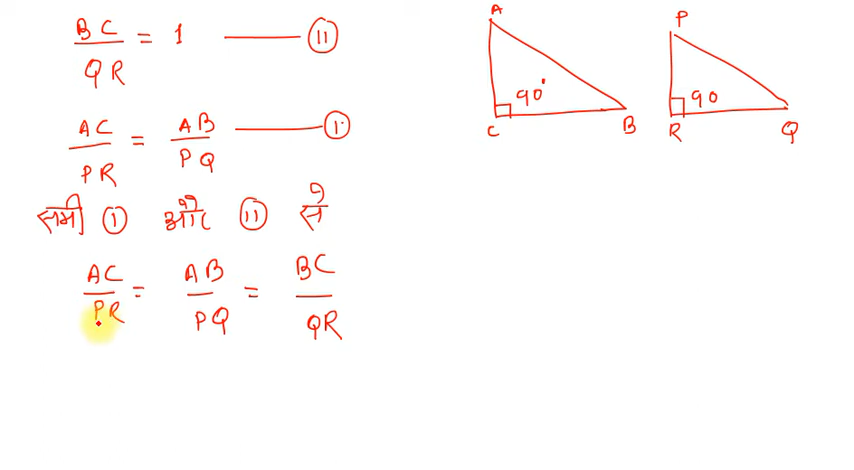 BC/QR = 1 —— (ii)
AC/PR = AB/PQ —— (i)
समी (i) और (ii) से
AC/PR = AB/PQ = BC/QR
A
90°
C
B
P
90
R
Q